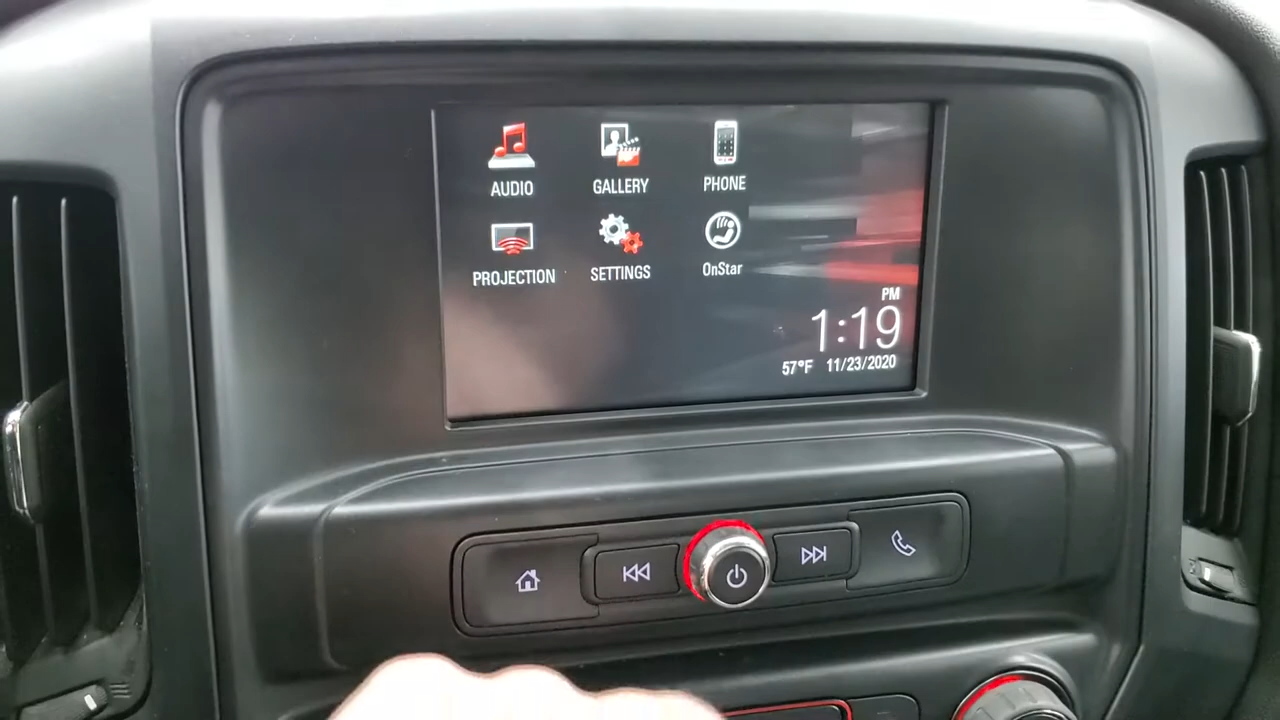 AUDIO
GALLERY
PHONE
PROJECTION
SETTINGS
OnStar
PM
1:19
57°F 11/23/2020